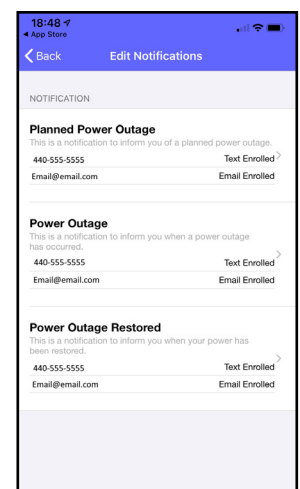 18:48
App Store
Back Edit Notifications
NOTIFICATION
Planned Power Outage
This is a notification to inform you of a planned power outage.
440-555-5555 Text Enrolled
Email@email.com Email Enrolled
Power Outage
This is a notification to inform you when a power outage
has occurred.
440-555-5555 Text Enrolled
Email@email.com Email Enrolled
Power Outage Restored
This is a notification to inform you when your power has
been restored.
440-555-5555 Text Enrolled
Email@email.com Email Enrolled